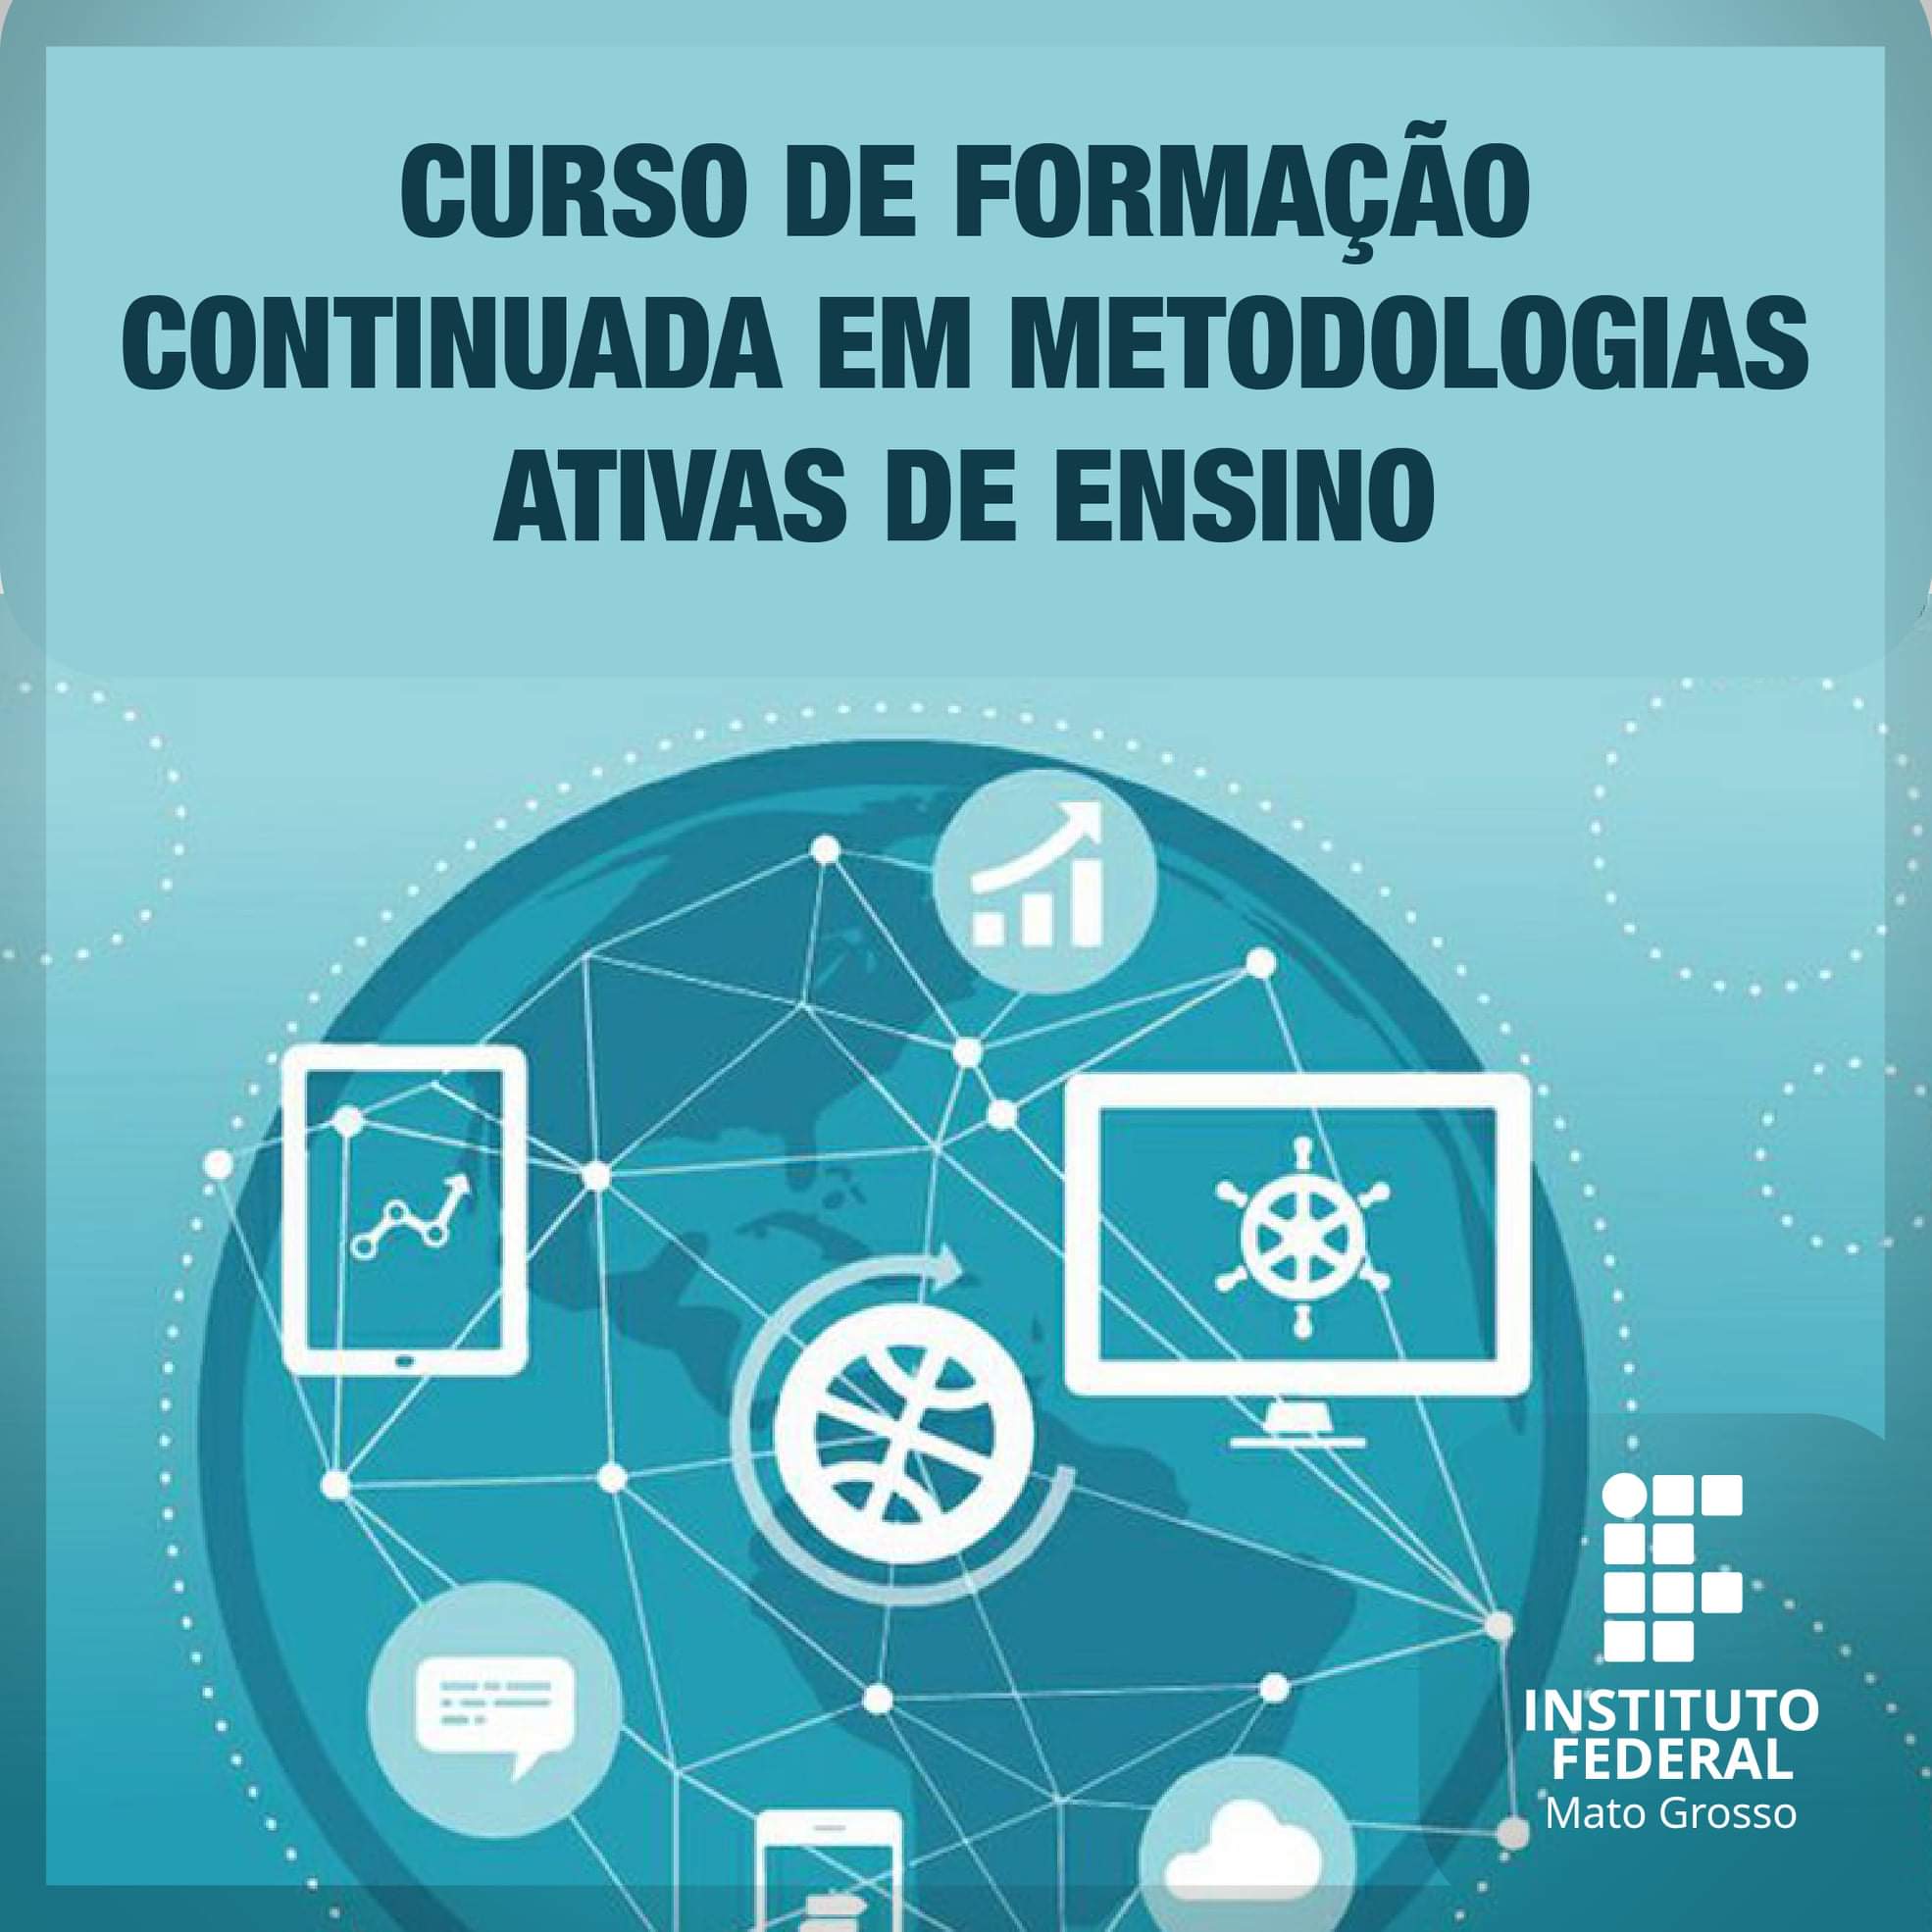 CURSO DE FORMAÇÃO
CONTINUADA EM METODOLOGIAS
ATIVAS DE ENSINO
INSTITUTO
FEDERAL
Mato Grosso